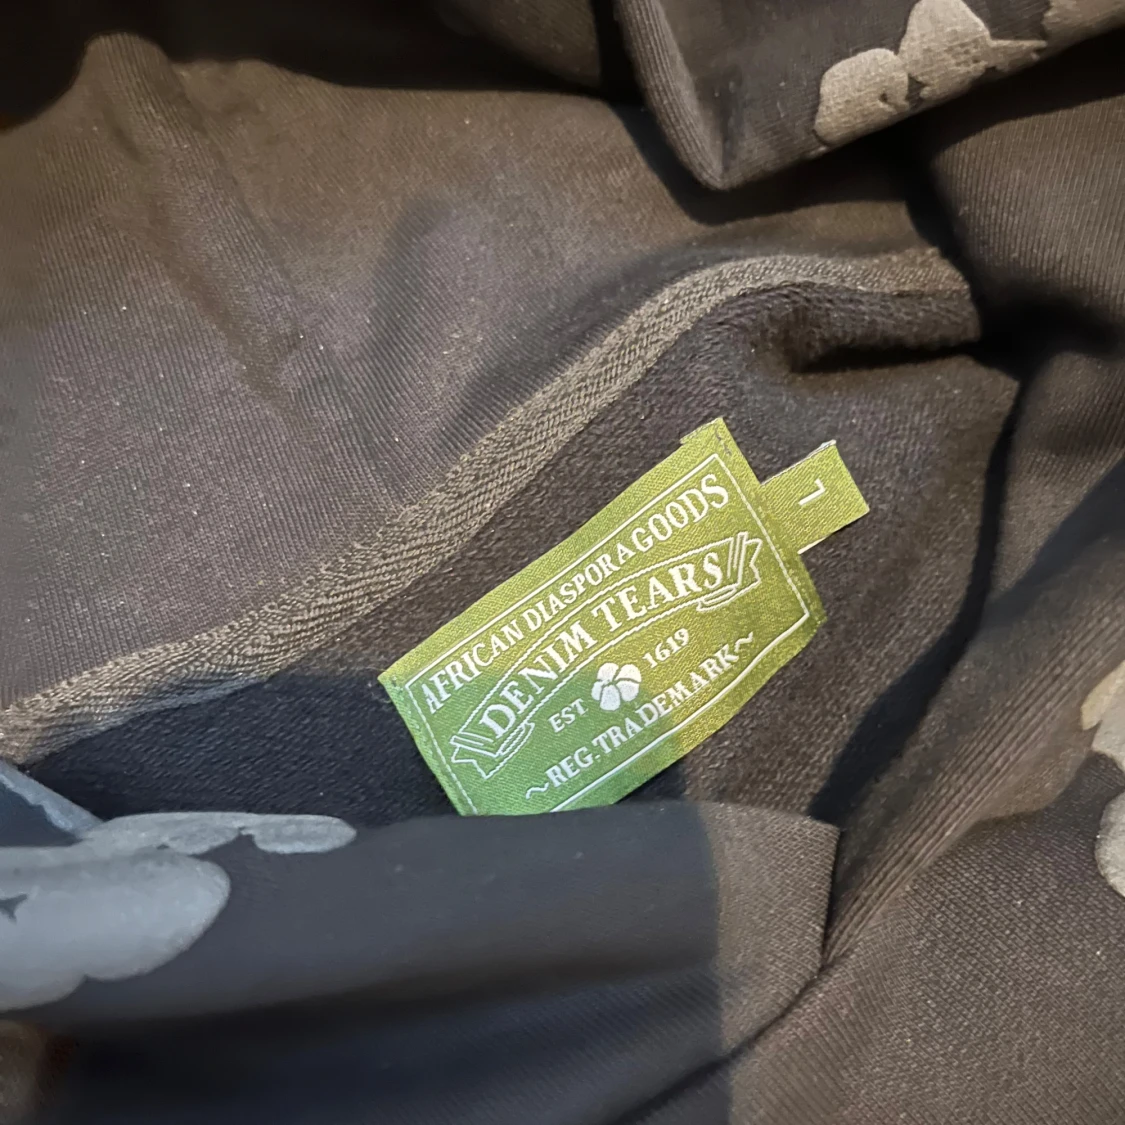 AFRICAN DIASPORA GOODS
DENIM TEARS
EST 1619
~REG. TRADEMARK~
L